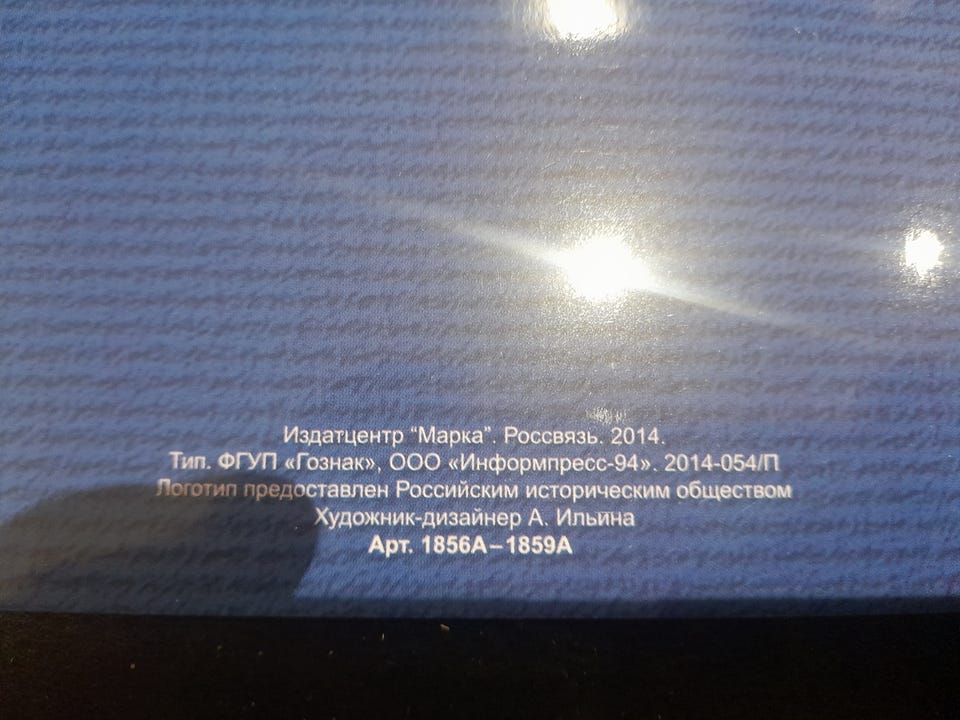 Издатцентр “Марка”. Россвязь. 2014.
Тип. ФГУП «Гознак», ООО «Информпресс-94». 2014-054/П
Логотип предоставлен Российским историческим обществом
Художник-дизайнер А. Ильина
Арт. 1856А–1859А